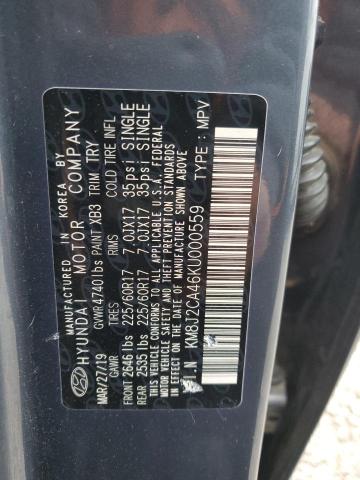 MANUFACTURED IN KOREA BY
HYUNDAI MOTOR COMPANY
MAR/27/19 GVWR 4740 lbs PAINT XB3 TRIM TRY
GAWR TIRES RIMS COLD TIRE INFL
FRONT 2646 lbs 225/60R17 7.0JX17 35psi SINGLE
REAR 2535 lbs 225/60R17 7.0JX17 35psi SINGLE
THIS VEHICLE CONFORMS TO ALL APPLICABLE U.S. FEDERAL
MOTOR VEHICLE SAFETY AND THEFT PREVENTION STANDARDS
IN EFFECT ON THE DATE OF MANUFACTURE SHOWN ABOVE.
V.I.N. : KM8J2CA46KU000559 TYPE : MPV